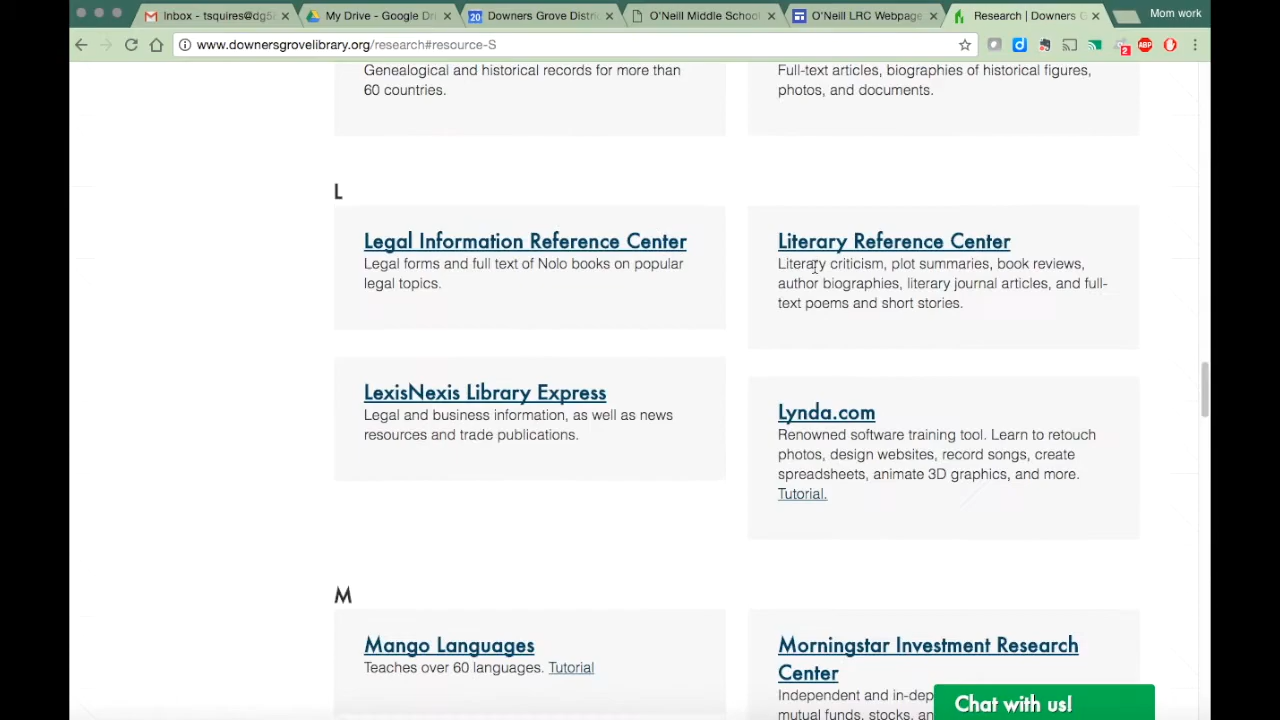 Inbox - tsquires@dg58
My Drive - Google Dri
20 Downers Grove Distri
O'Neill Middle School
O'Neill LRC Webpage
Research | Downers G
Mom work
www.downersgrovelibrary.org/research#resource-S
2
ABP
Genealogical and historical records for more than
60 countries.
Full-text articles, biographies of historical figures,
photos, and documents.
L
Legal Information Reference Center
Legal forms and full text of Nolo books on popular
legal topics.
Literary Reference Center
Literary criticism, plot summaries, book reviews,
author biographies, literary journal articles, and full-
text poems and short stories.
LexisNexis Library Express
Legal and business information, as well as news
resources and trade publications.
Lynda.com
Renowned software training tool. Learn to retouch
photos, design websites, record songs, create
spreadsheets, animate 3D graphics, and more.
Tutorial.
M
Mango Languages
Teaches over 60 languages. Tutorial
Morningstar Investment Research
Center
Independent and in-dep
mutual funds, stocks, an
Chat with us!